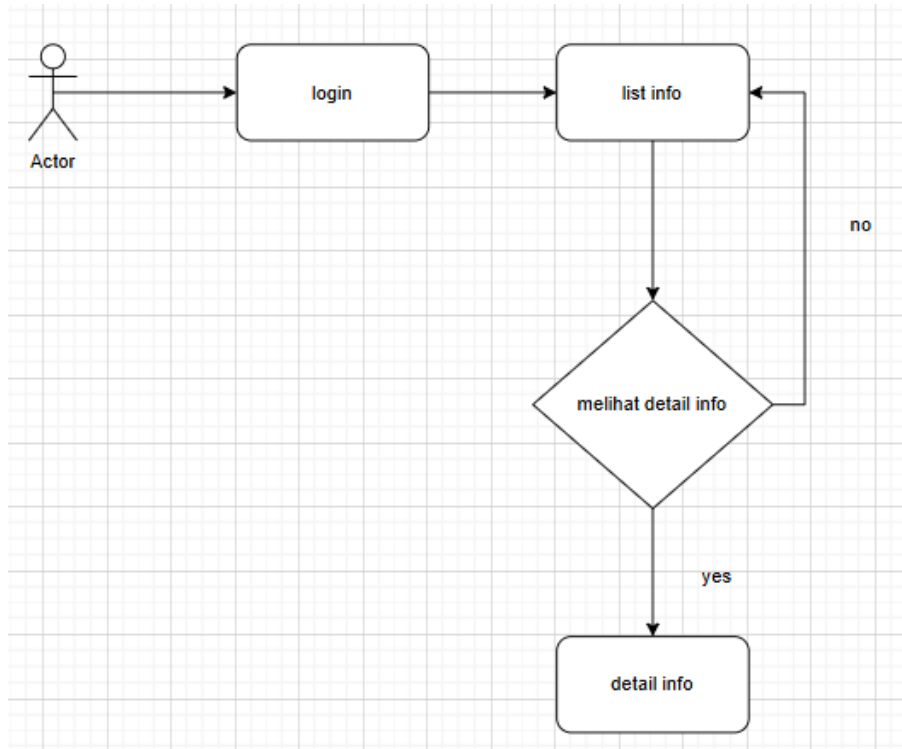 login
list info
Actor
no
melihat detail info
yes
detail info